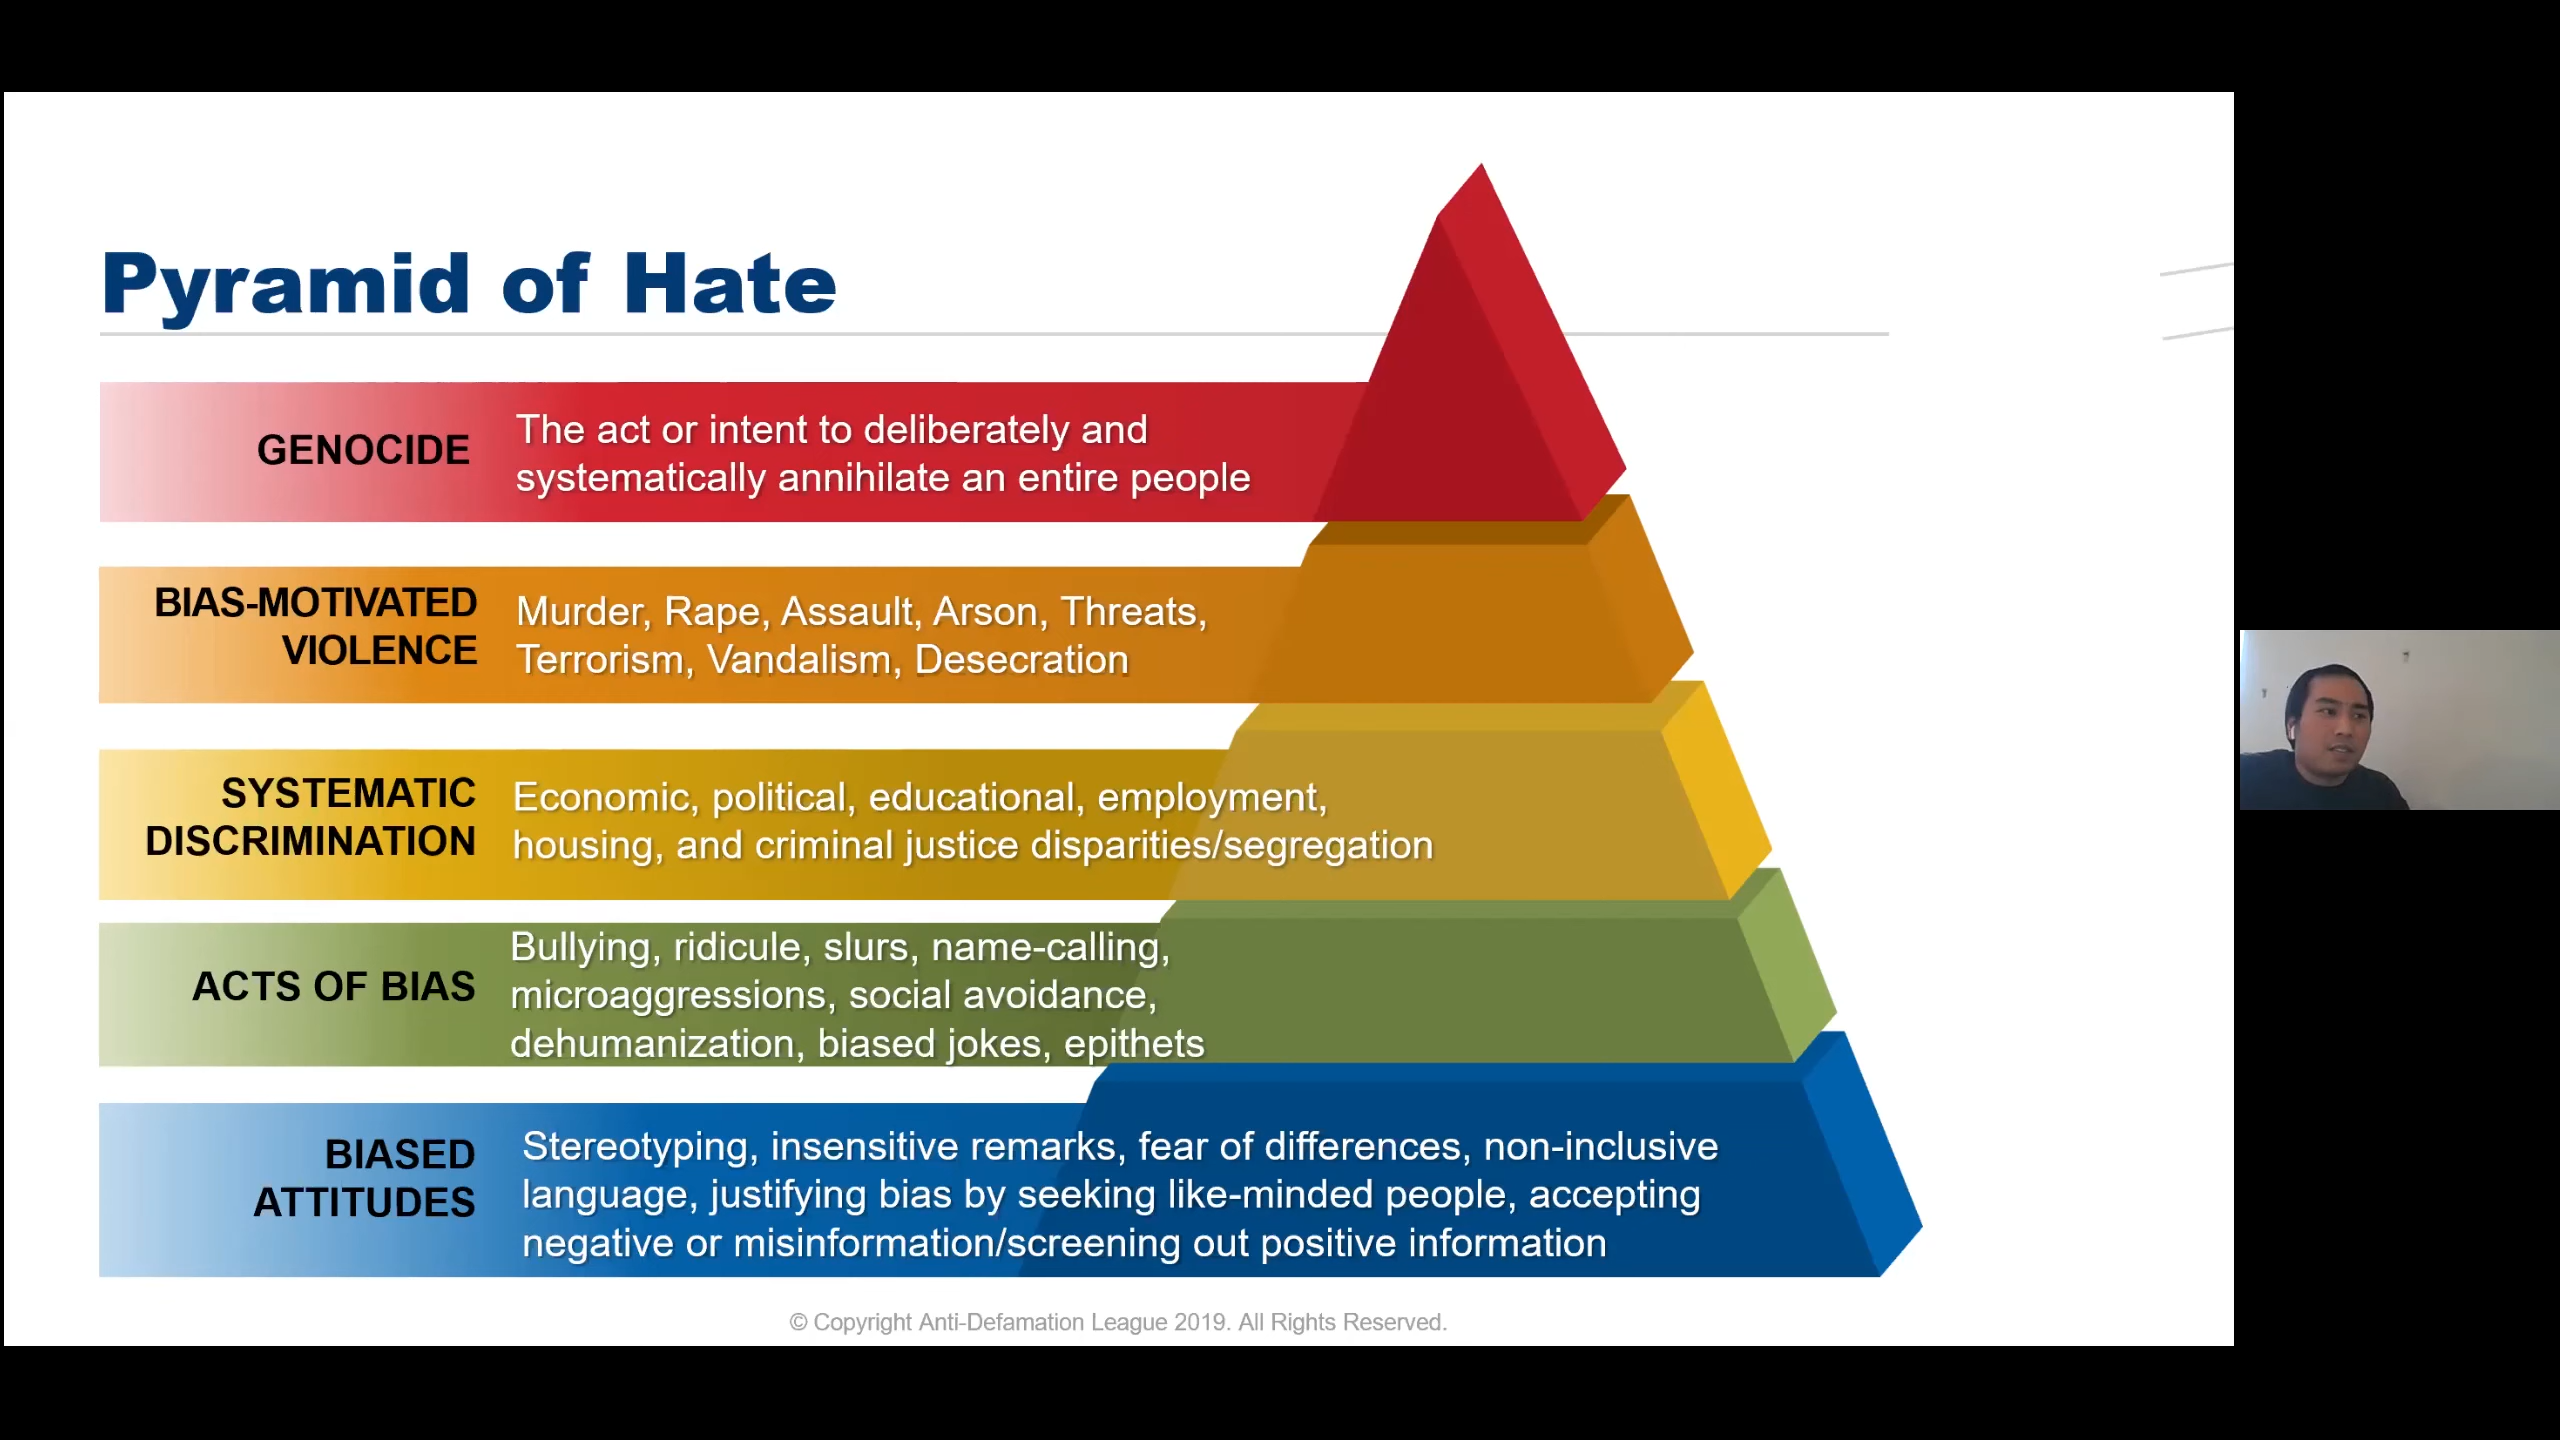 Pyramid of Hate
GENOCIDE
The act or intent to deliberately and
systematically annihilate an entire people
BIAS-MOTIVATED
VIOLENCE
Murder, Rape, Assault, Arson, Threats,
Terrorism, Vandalism, Desecration
SYSTEMATIC
DISCRIMINATION
Economic, political, educational, employment,
housing, and criminal justice disparities/segregation
ACTS OF BIAS
Bullying, ridicule, slurs, name-calling,
microaggressions, social avoidance,
dehumanization, biased jokes, epithets
BIASED
ATTITUDES
Stereotyping, insensitive remarks, fear of differences, non-inclusive
language, justifying bias by seeking like-minded people, accepting
negative or misinformation/screening out positive information
© Copyright Anti-Defamation League 2019. All Rights Reserved.